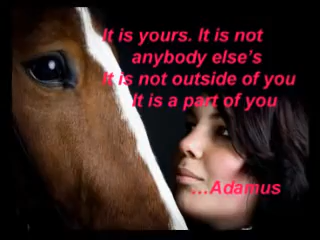 It is yours. It is not
anybody else's
It is not outside of you
It is a part of you
...Adamus